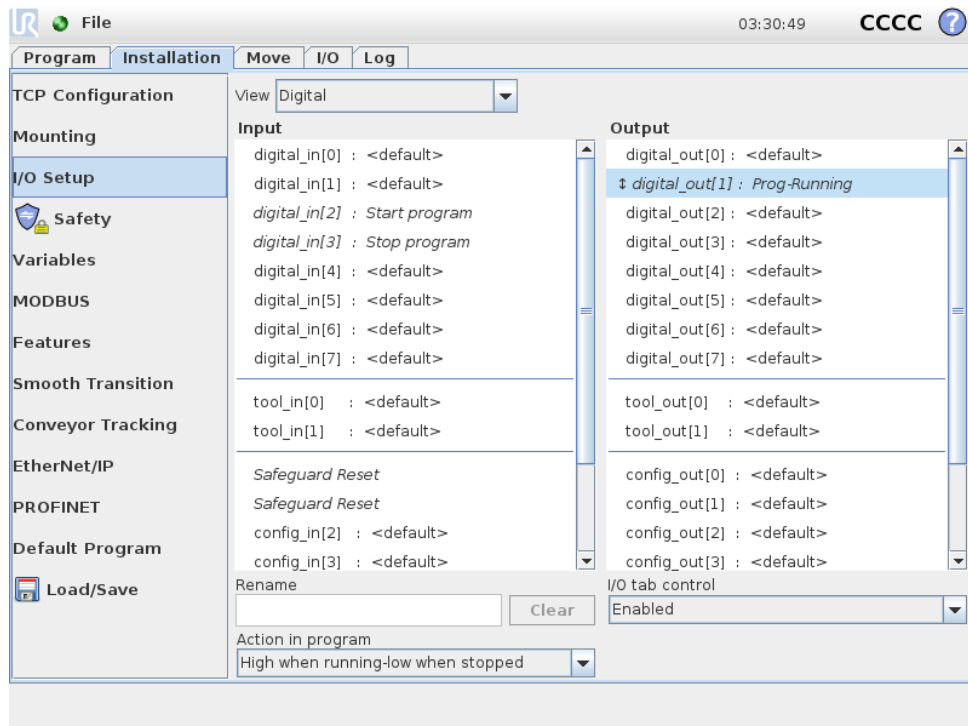 UR File 03:30:49 CCCC ?
Program Installation Move I/O Log
TCP Configuration
Mounting
I/O Setup
Safety
Variables
MODBUS
Features
Smooth Transition
Conveyor Tracking
EtherNet/IP
PROFINET
Default Program
Load/Save
View Digital
Input
digital_in[0] : <default>
digital_in[1] : <default>
digital_in[2] : Start program
digital_in[3] : Stop program
digital_in[4] : <default>
digital_in[5] : <default>
digital_in[6] : <default>
digital_in[7] : <default>
tool_in[0] : <default>
tool_in[1] : <default>
Safeguard Reset
Safeguard Reset
config_in[2] : <default>
config_in[3] : <default>
Output
digital_out[0] : <default>
↕ digital_out[1] : Prog-Running
digital_out[2] : <default>
digital_out[3] : <default>
digital_out[4] : <default>
digital_out[5] : <default>
digital_out[6] : <default>
digital_out[7] : <default>
tool_out[0] : <default>
tool_out[1] : <default>
config_out[0] : <default>
config_out[1] : <default>
config_out[2] : <default>
config_out[3] : <default>
Rename
Clear
Action in program
High when running-low when stopped
I/O tab control
Enabled